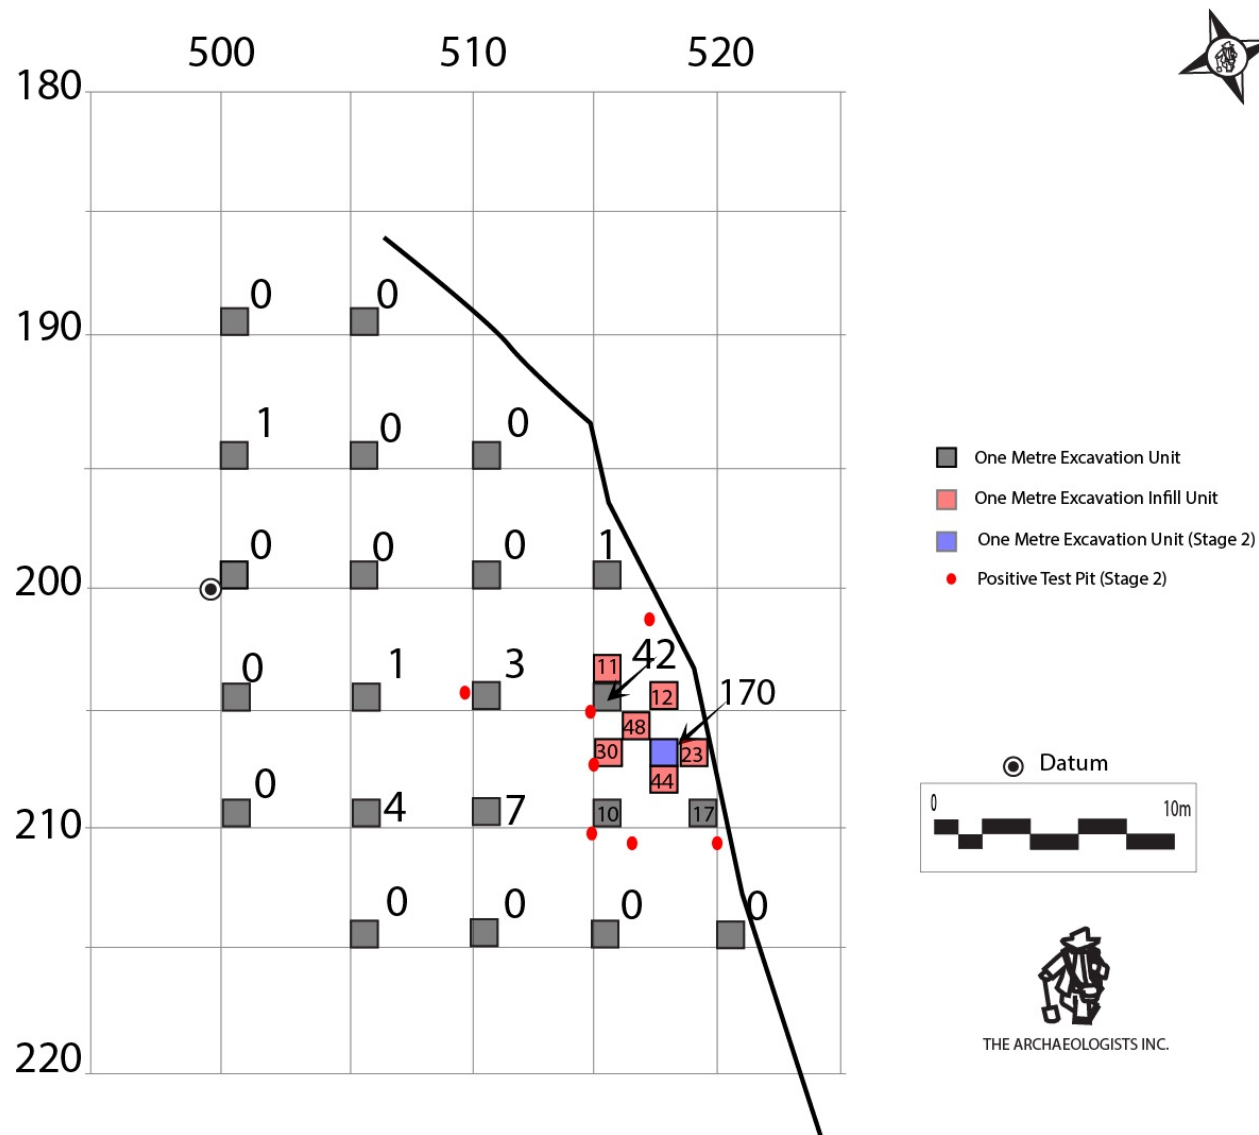 500 510 520
180
0 0
190
1 0 0
0 0 0 1
200
0 1 3 11 42
12 170
48
30 23
44
0 4 7 10 17
210
0 0 0 0
220
One Metre Excavation Unit
One Metre Excavation Infill Unit
One Metre Excavation Unit (Stage 2)
Positive Test Pit (Stage 2)
Datum
0 10m
THE ARCHAEOLOGISTS INC.